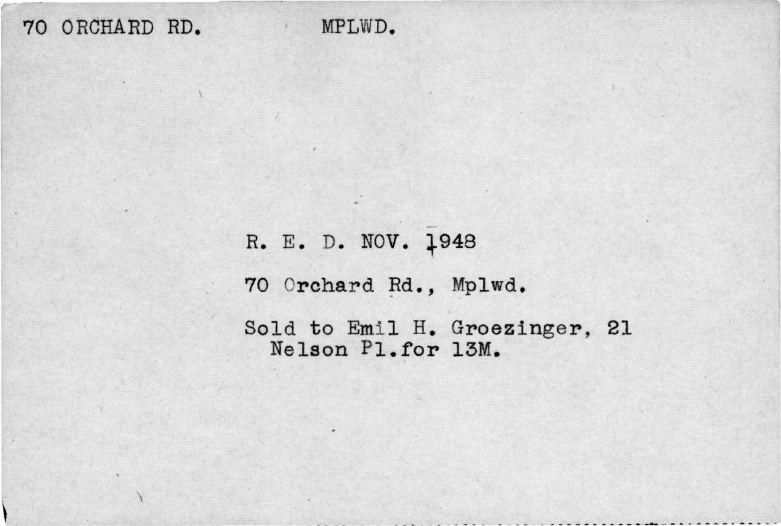 70 ORCHARD RD. MPLWD.
R. E. D. NOV. 1948
70 Orchard Rd., Mplwd.
Sold to Emil H. Groezinger, 21
Nelson Pl.for 13M.